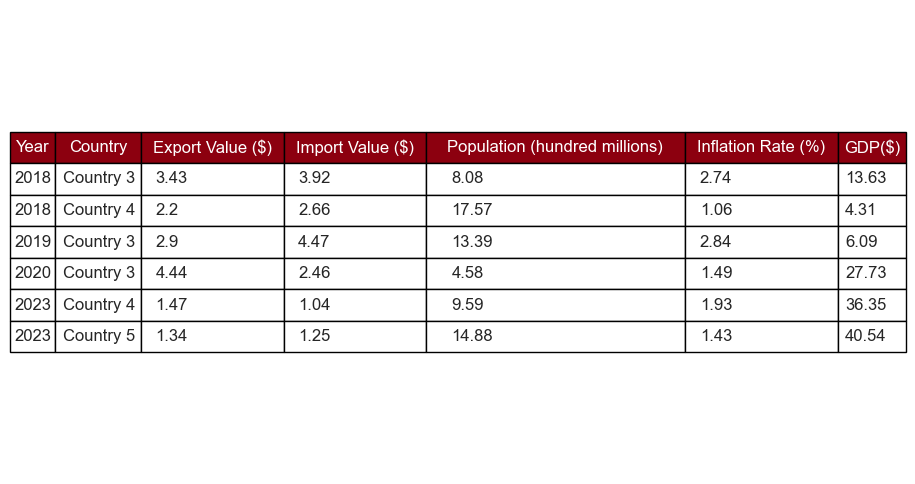 Year Country Export Value ($) Import Value ($) Population (hundred millions) Inflation Rate (%) GDP($)
2018 Country 3 3.43 3.92 8.08 2.74 13.63
2018 Country 4 2.2 2.66 17.57 1.06 4.31
2019 Country 3 2.9 4.47 13.39 2.84 6.09
2020 Country 3 4.44 2.46 4.58 1.49 27.73
2023 Country 4 1.47 1.04 9.59 1.93 36.35
2023 Country 5 1.34 1.25 14.88 1.43 40.54